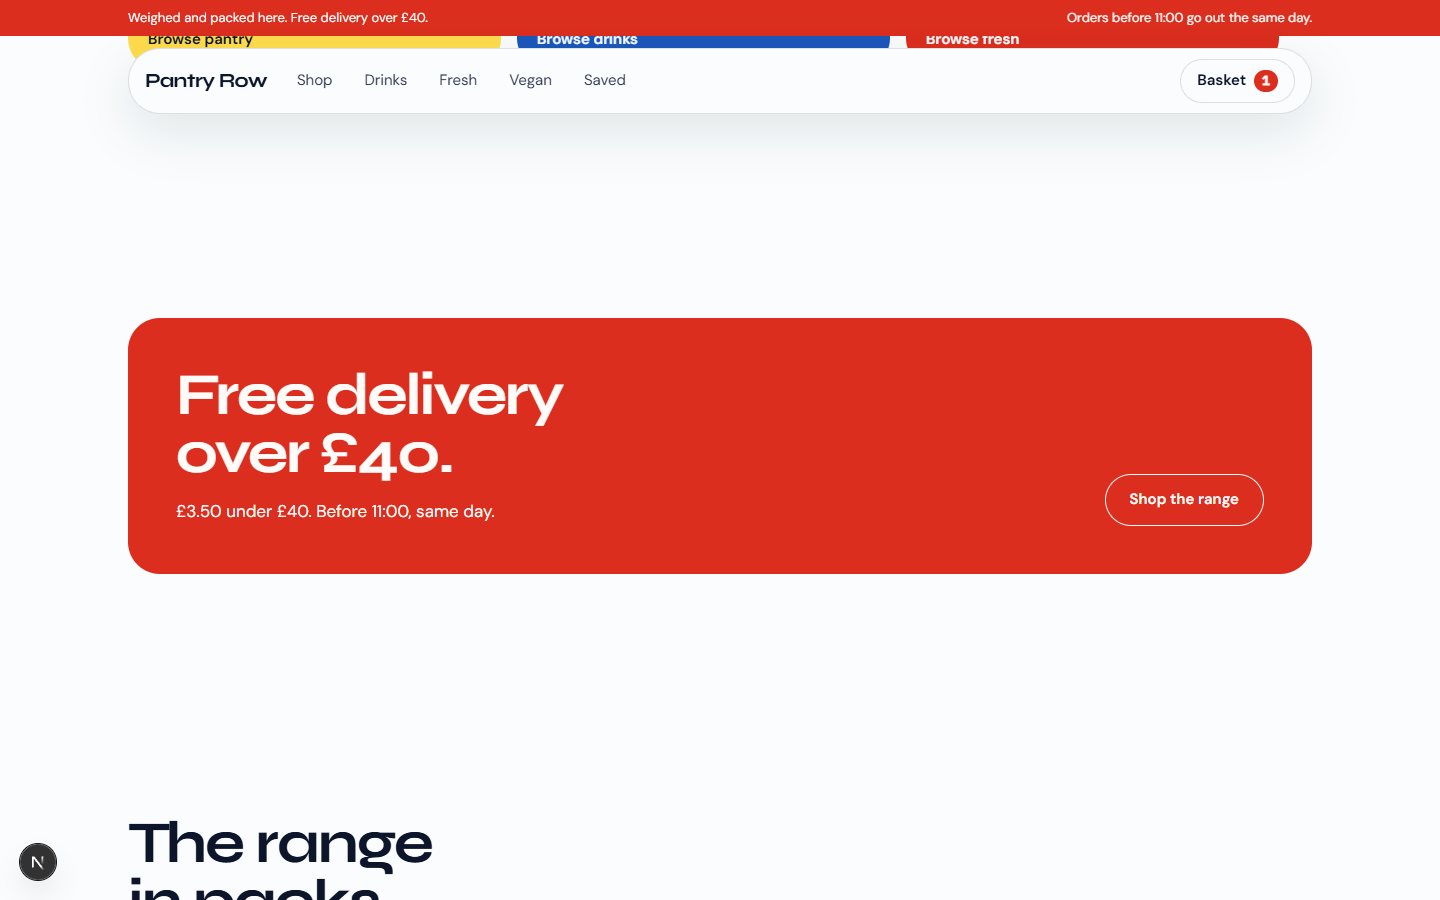 Weighed and packed here. Free delivery over £40.
Orders before 11:00 go out the same day.
Browse pantry
Browse drinks
Browse fresh
Pantry Row
Shop
Drinks
Fresh
Vegan
Saved
Basket 1
Free delivery
over £40.
£3.50 under £40. Before 11:00, same day.
Shop the range
N
The range
in packs